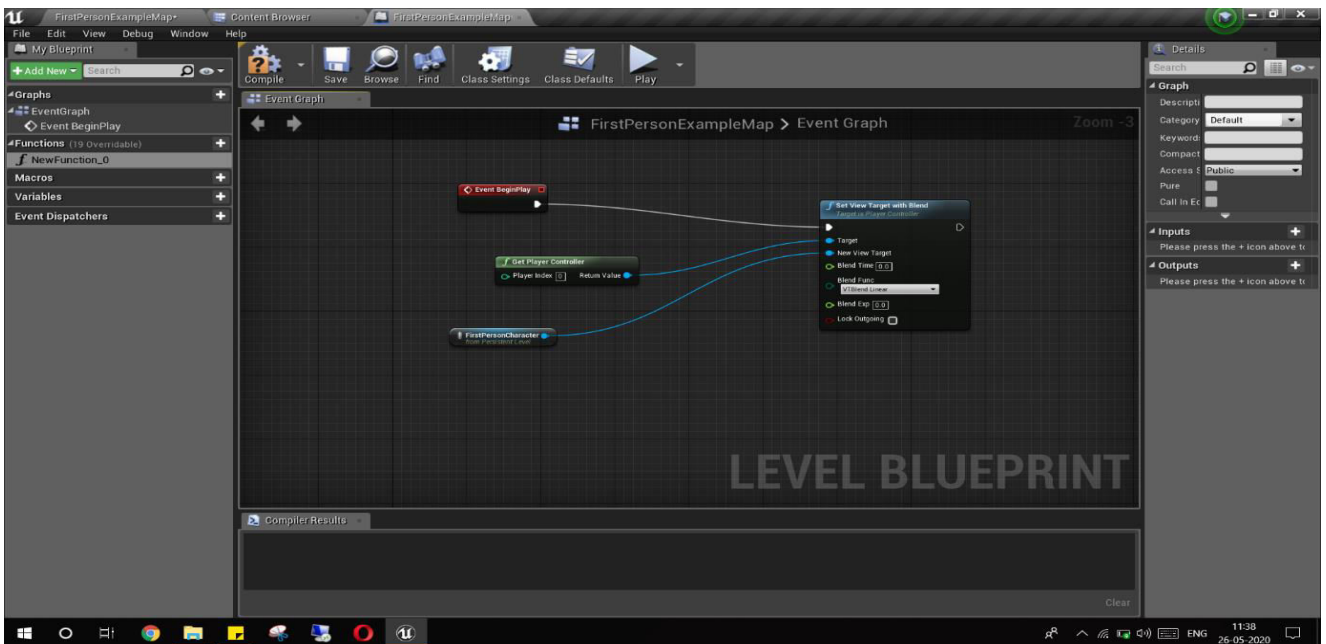 FirstPersonExampleMap•
Content Browser
FirstPersonExampleMap
File Edit View Debug Window Help
My Blueprint
Add New
Search
Graphs
EventGraph
Event BeginPlay
Functions (19 Overridable)
NewFunction_0
Macros
Variables
Event Dispatchers
Compile
Save
Browse
Find
Class Settings
Class Defaults
Play
Event Graph
FirstPersonExampleMap > Event Graph
Zoom -3
Event BeginPlay
Set View Target with Blend
Target is Player Controller
Target
New View Target
Blend Time 0.0
Blend Func
VTBlend Linear
Blend Exp 0.0
Lock Outgoing
Get Player Controller
Player Index 0 Return Value
FirstPersonCharacter
from Persistent Level
LEVEL BLUEPRINT
Compiler Results
Clear
Details
Search
Graph
Descripti
Category Default
Keyword
Compact
Access S Public
Pure
Call In Ec
Inputs
Please press the + icon above to
Outputs
Please press the + icon above to
ENG
11:38
26-05-2020